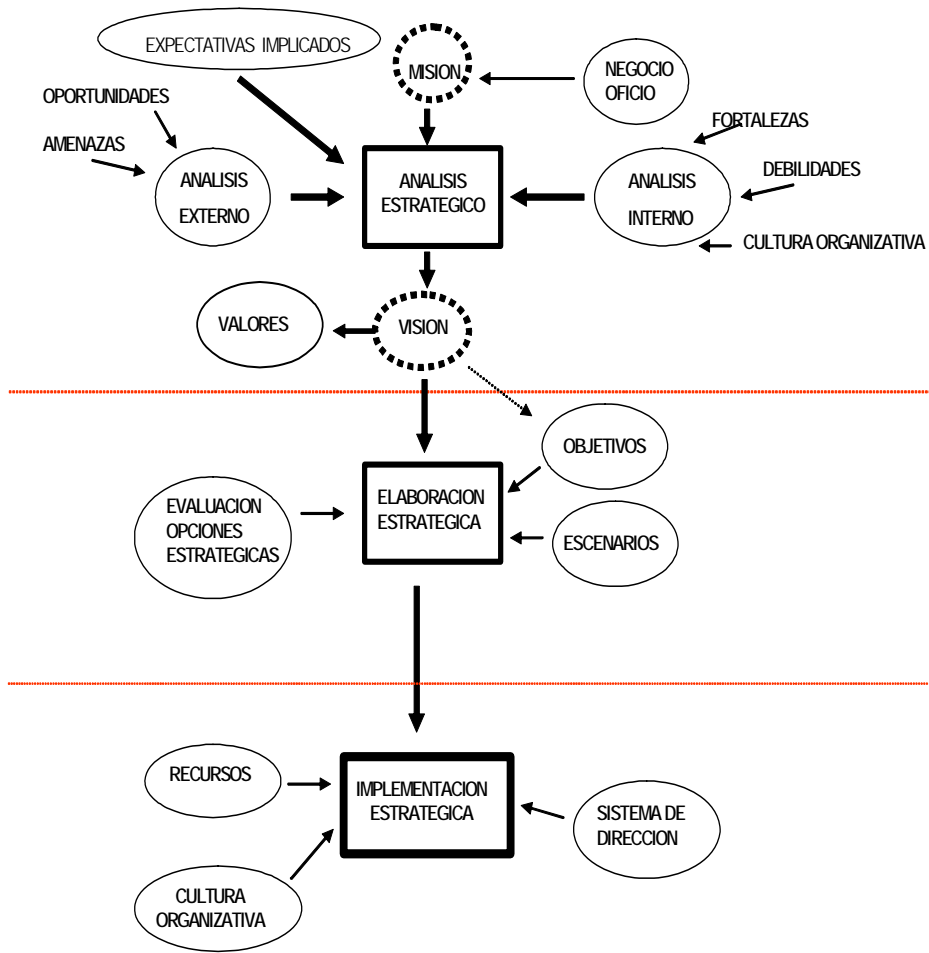 EXPECTATIVAS IMPLICADOS
MISION
NEGOCIO
OFICIO
OPORTUNIDADES
AMENAZAS
FORTALEZAS
DEBILIDADES
ANALISIS
EXTERNO
ANALISIS
ESTRATEGICO
ANALISIS
INTERNO
CULTURA ORGANIZATIVA
VALORES
VISION
OBJETIVOS
EVALUACION
OPCIONES
ESTRATEGICAS
ELABORACION
ESTRATEGICA
ESCENARIOS
RECURSOS
IMPLEMENTACION
ESTRATEGICA
SISTEMA DE
DIRECCION
CULTURA
ORGANIZATIVA